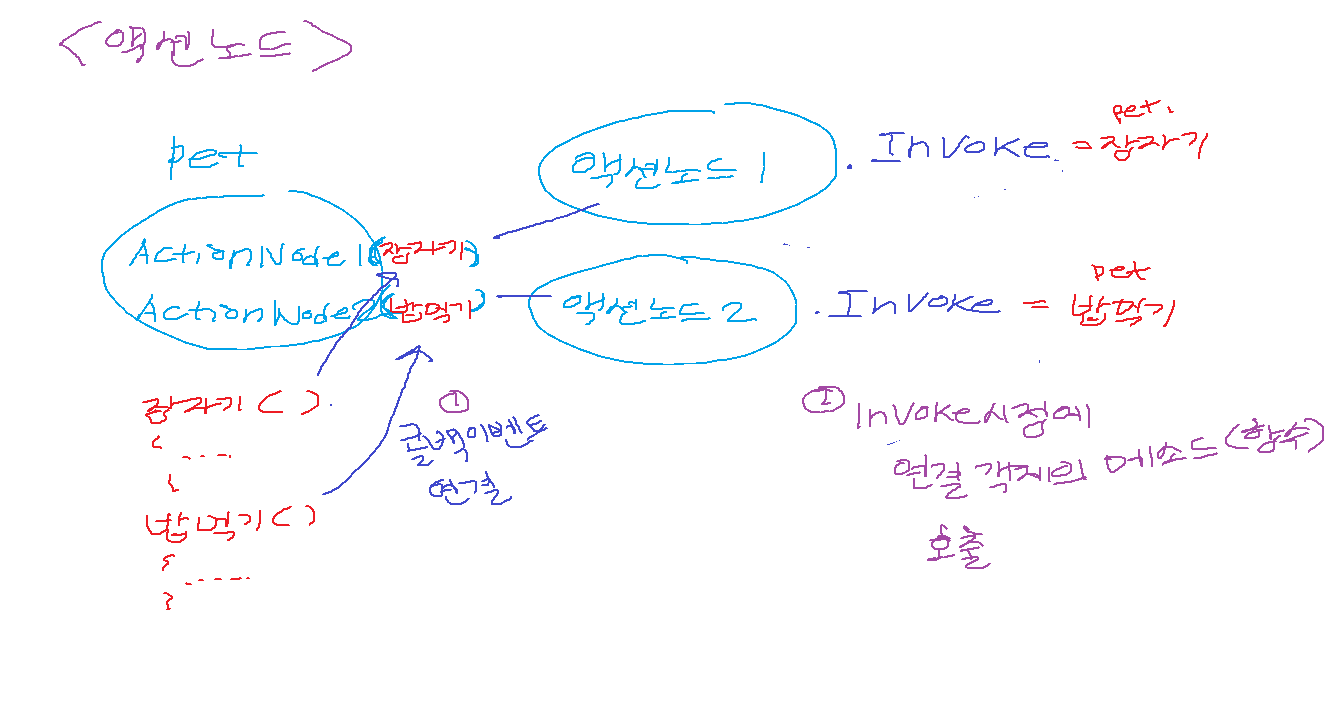 <액션노드>
pet
ActionNode1(잠자기)
ActionNode2(밥먹기)
액션노드 1 . Invoke = pet. 잠자기
액션노드 2 . Invoke = pet 밥먹기
잠자기()
{
.....
}
밥먹기()
{
......
}
① 콜백이벤트
연결
② Invoke시점에
연결 객체의 메소드(함수)
호출